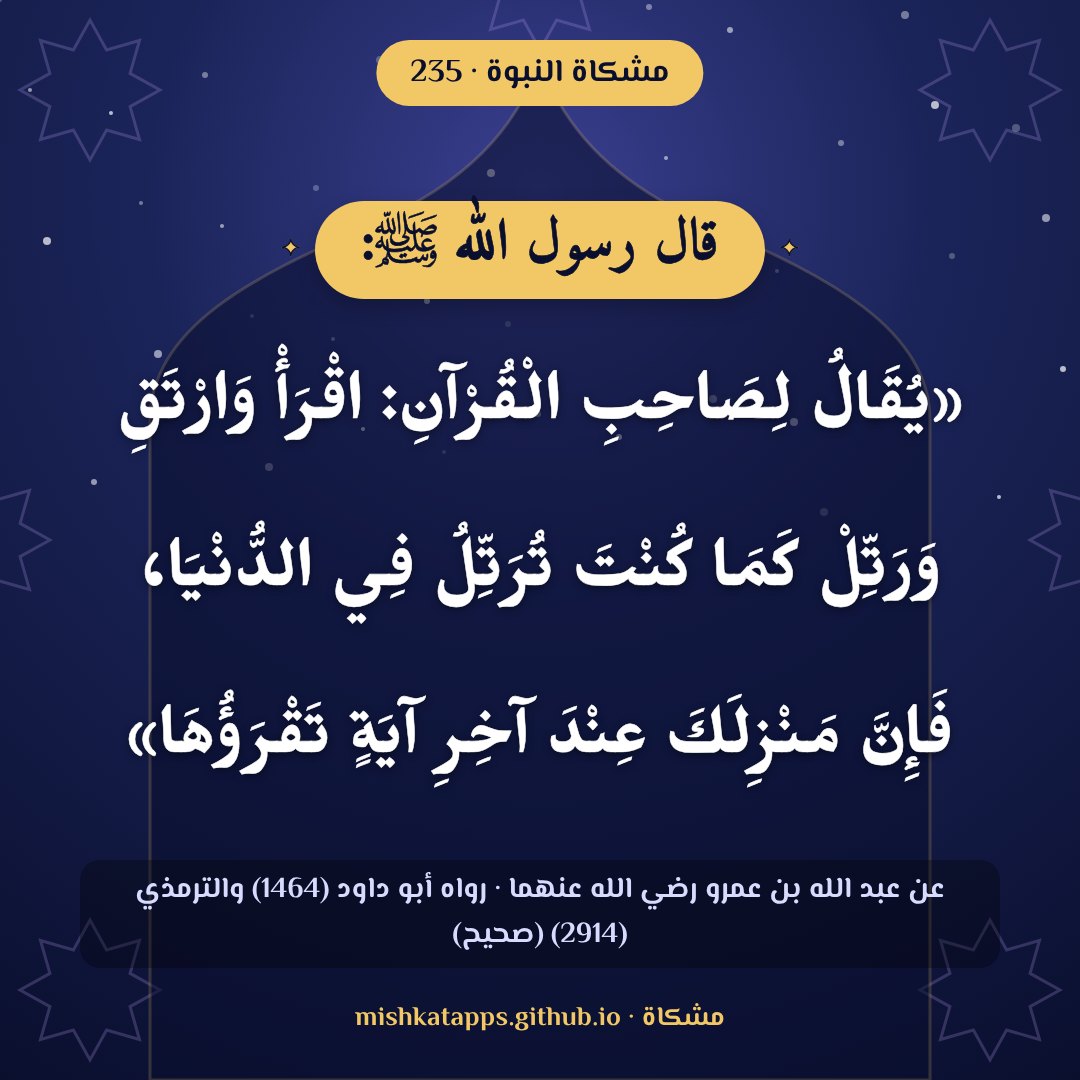 مشكاة النبوة · 235
قال رسول الله ﷺ:
«يُقَالُ لِصَاحِبِ الْقُرْآنِ: اقْرَأْ وَارْتَقِ
وَرَتِّلْ كَمَا كُنْتَ تُرَتِّلُ فِي الدُّنْيَا،
فَإِنَّ مَنْزِلَكَ عِنْدَ آخِرِ آيَةٍ تَقْرَؤُهَا»
عن عبد الله بن عمرو رضي الله عنهما · رواه أبو داود (1464) والترمذي
(2914) (صحيح)
مشكاة · mishkatapps.github.io